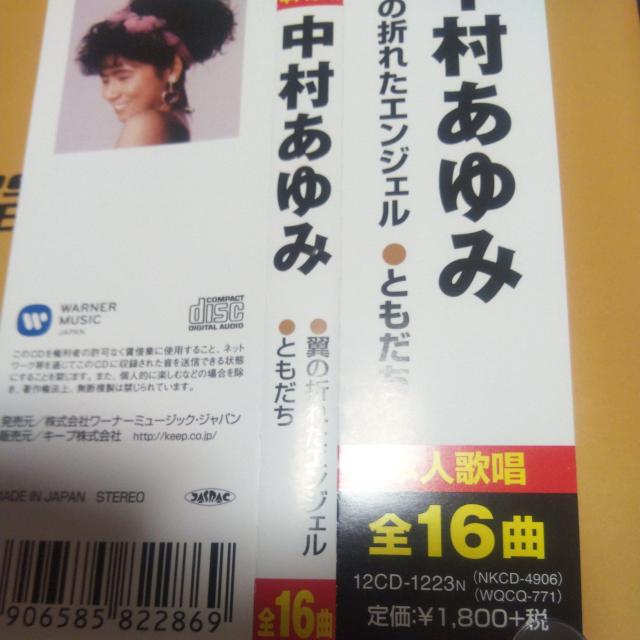 WARNER
MUSIC
JAPAN
COMPACT
disc
DIGITAL AUDIO
このCDを権利者の許可なく賃借業に使用すること、ネット
ワーク等を通じてこのCDに収録された音を送信できる状態
にすることを禁じます。また、個人的に楽しむなどの場合を除
き、著作権法上、無断複製は禁じられています。
発売元/株式会社ワーナーミュージック・ジャパン
販売元/キープ株式会社 http://keep.co.jp/
MADE IN JAPAN STEREO
JASRAC
906585 822869
中村あゆみ
●翼の折れたエンジェル
●ともだち
全16曲
村あゆみ
の折れたエンジェル ●ともだち
人歌唱
全16曲
12CD-1223N (NKCD-4906)
(WQCQ-771)
定価:¥1,800+税